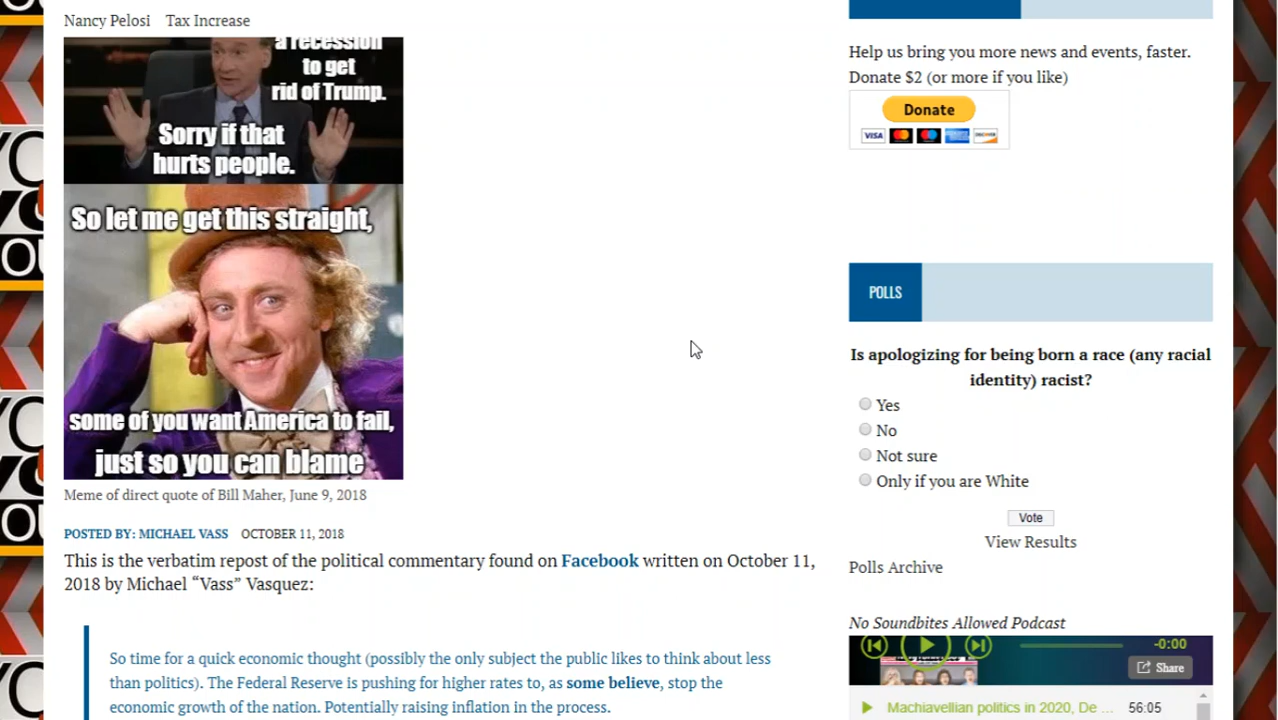 Nancy Pelosi Tax Increase
a recession
to get
rid of Trump.
Sorry if that
hurts people.
So let me get this straight,
some of you want America to fail,
just so you can blame
Meme of direct quote of Bill Maher, June 9, 2018
POSTED BY: MICHAEL VASS OCTOBER 11, 2018
This is the verbatim repost of the political commentary found on Facebook written on October 11,
2018 by Michael “Vass” Vasquez:
So time for a quick economic thought (possibly the only subject the public likes to think about less
than politics). The Federal Reserve is pushing for higher rates to, as some believe, stop the
economic growth of the nation. Potentially raising inflation in the process.
Help us bring you more news and events, faster.
Donate $2 (or more if you like)
Donate
VISA
DISCOVER
POLLS
Is apologizing for being born a race (any racial
identity) racist?
Yes
No
Not sure
Only if you are White
Vote
View Results
Polls Archive
No Soundbites Allowed Podcast
-0:00
Share
Machiavellian politics in 2020, De ... 56:05